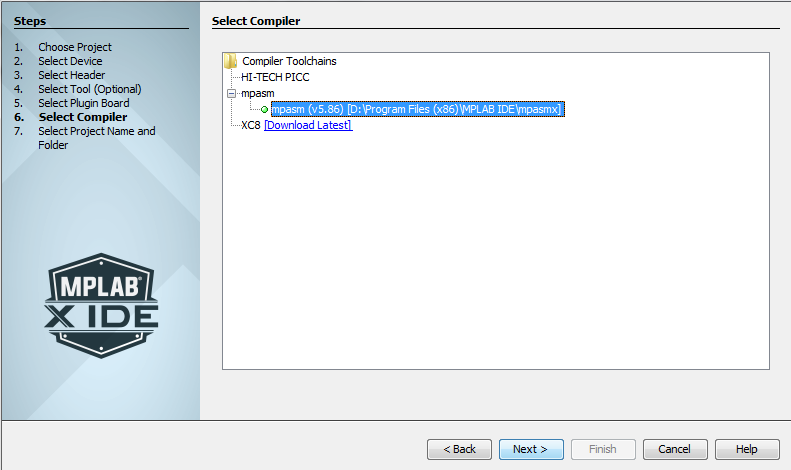 Steps
1. Choose Project
2. Select Device
3. Select Header
4. Select Tool (Optional)
5. Select Plugin Board
6. Select Compiler
7. Select Project Name and
Folder
MPLAB®
X IDE
Select Compiler
Compiler Toolchains
HI-TECH PICC
mpasm
mpasm (v5.86) [D:\Program Files (x86)\MPLAB IDE\mpasmx]
XC8 [Download Latest]
< Back Next > Finish Cancel Help